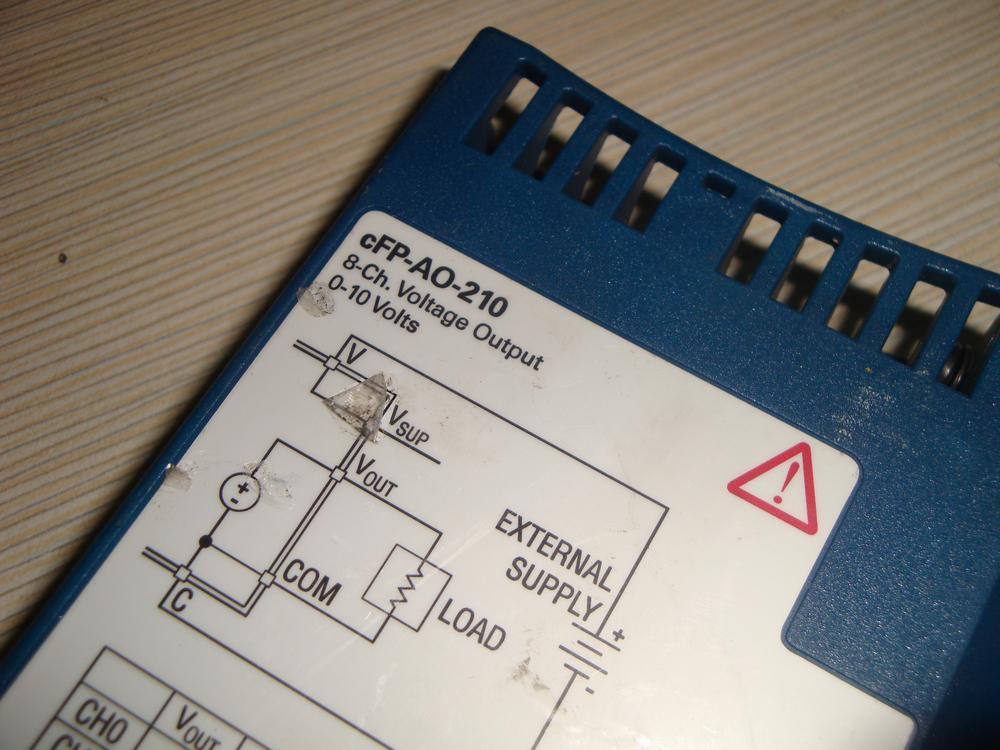 cFP-AO-210
8-Ch. Voltage Output
0-10 Volts
V
VSUP
VOUT
+
-
COM
C
LOAD
EXTERNAL
SUPPLY
+
-
!
VOUT
CH0